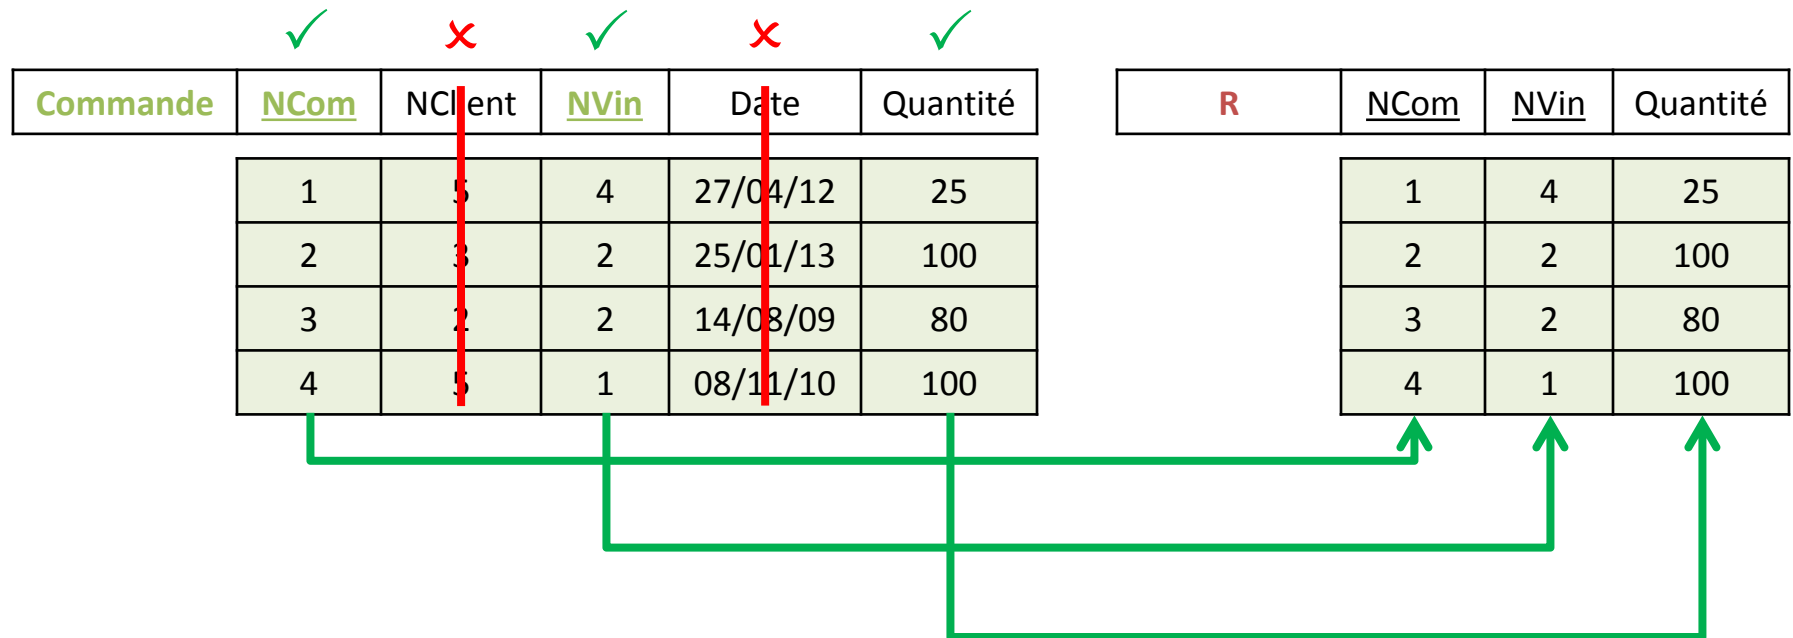 Commande NCom NClient NVin Date Quantité
1 5 4 27/04/12 25
2 3 2 25/01/13 100
3 2 2 14/08/09 80
4 5 1 08/11/10 100
R NCom NVin Quantité
1 4 25
2 2 100
3 2 80
4 1 100